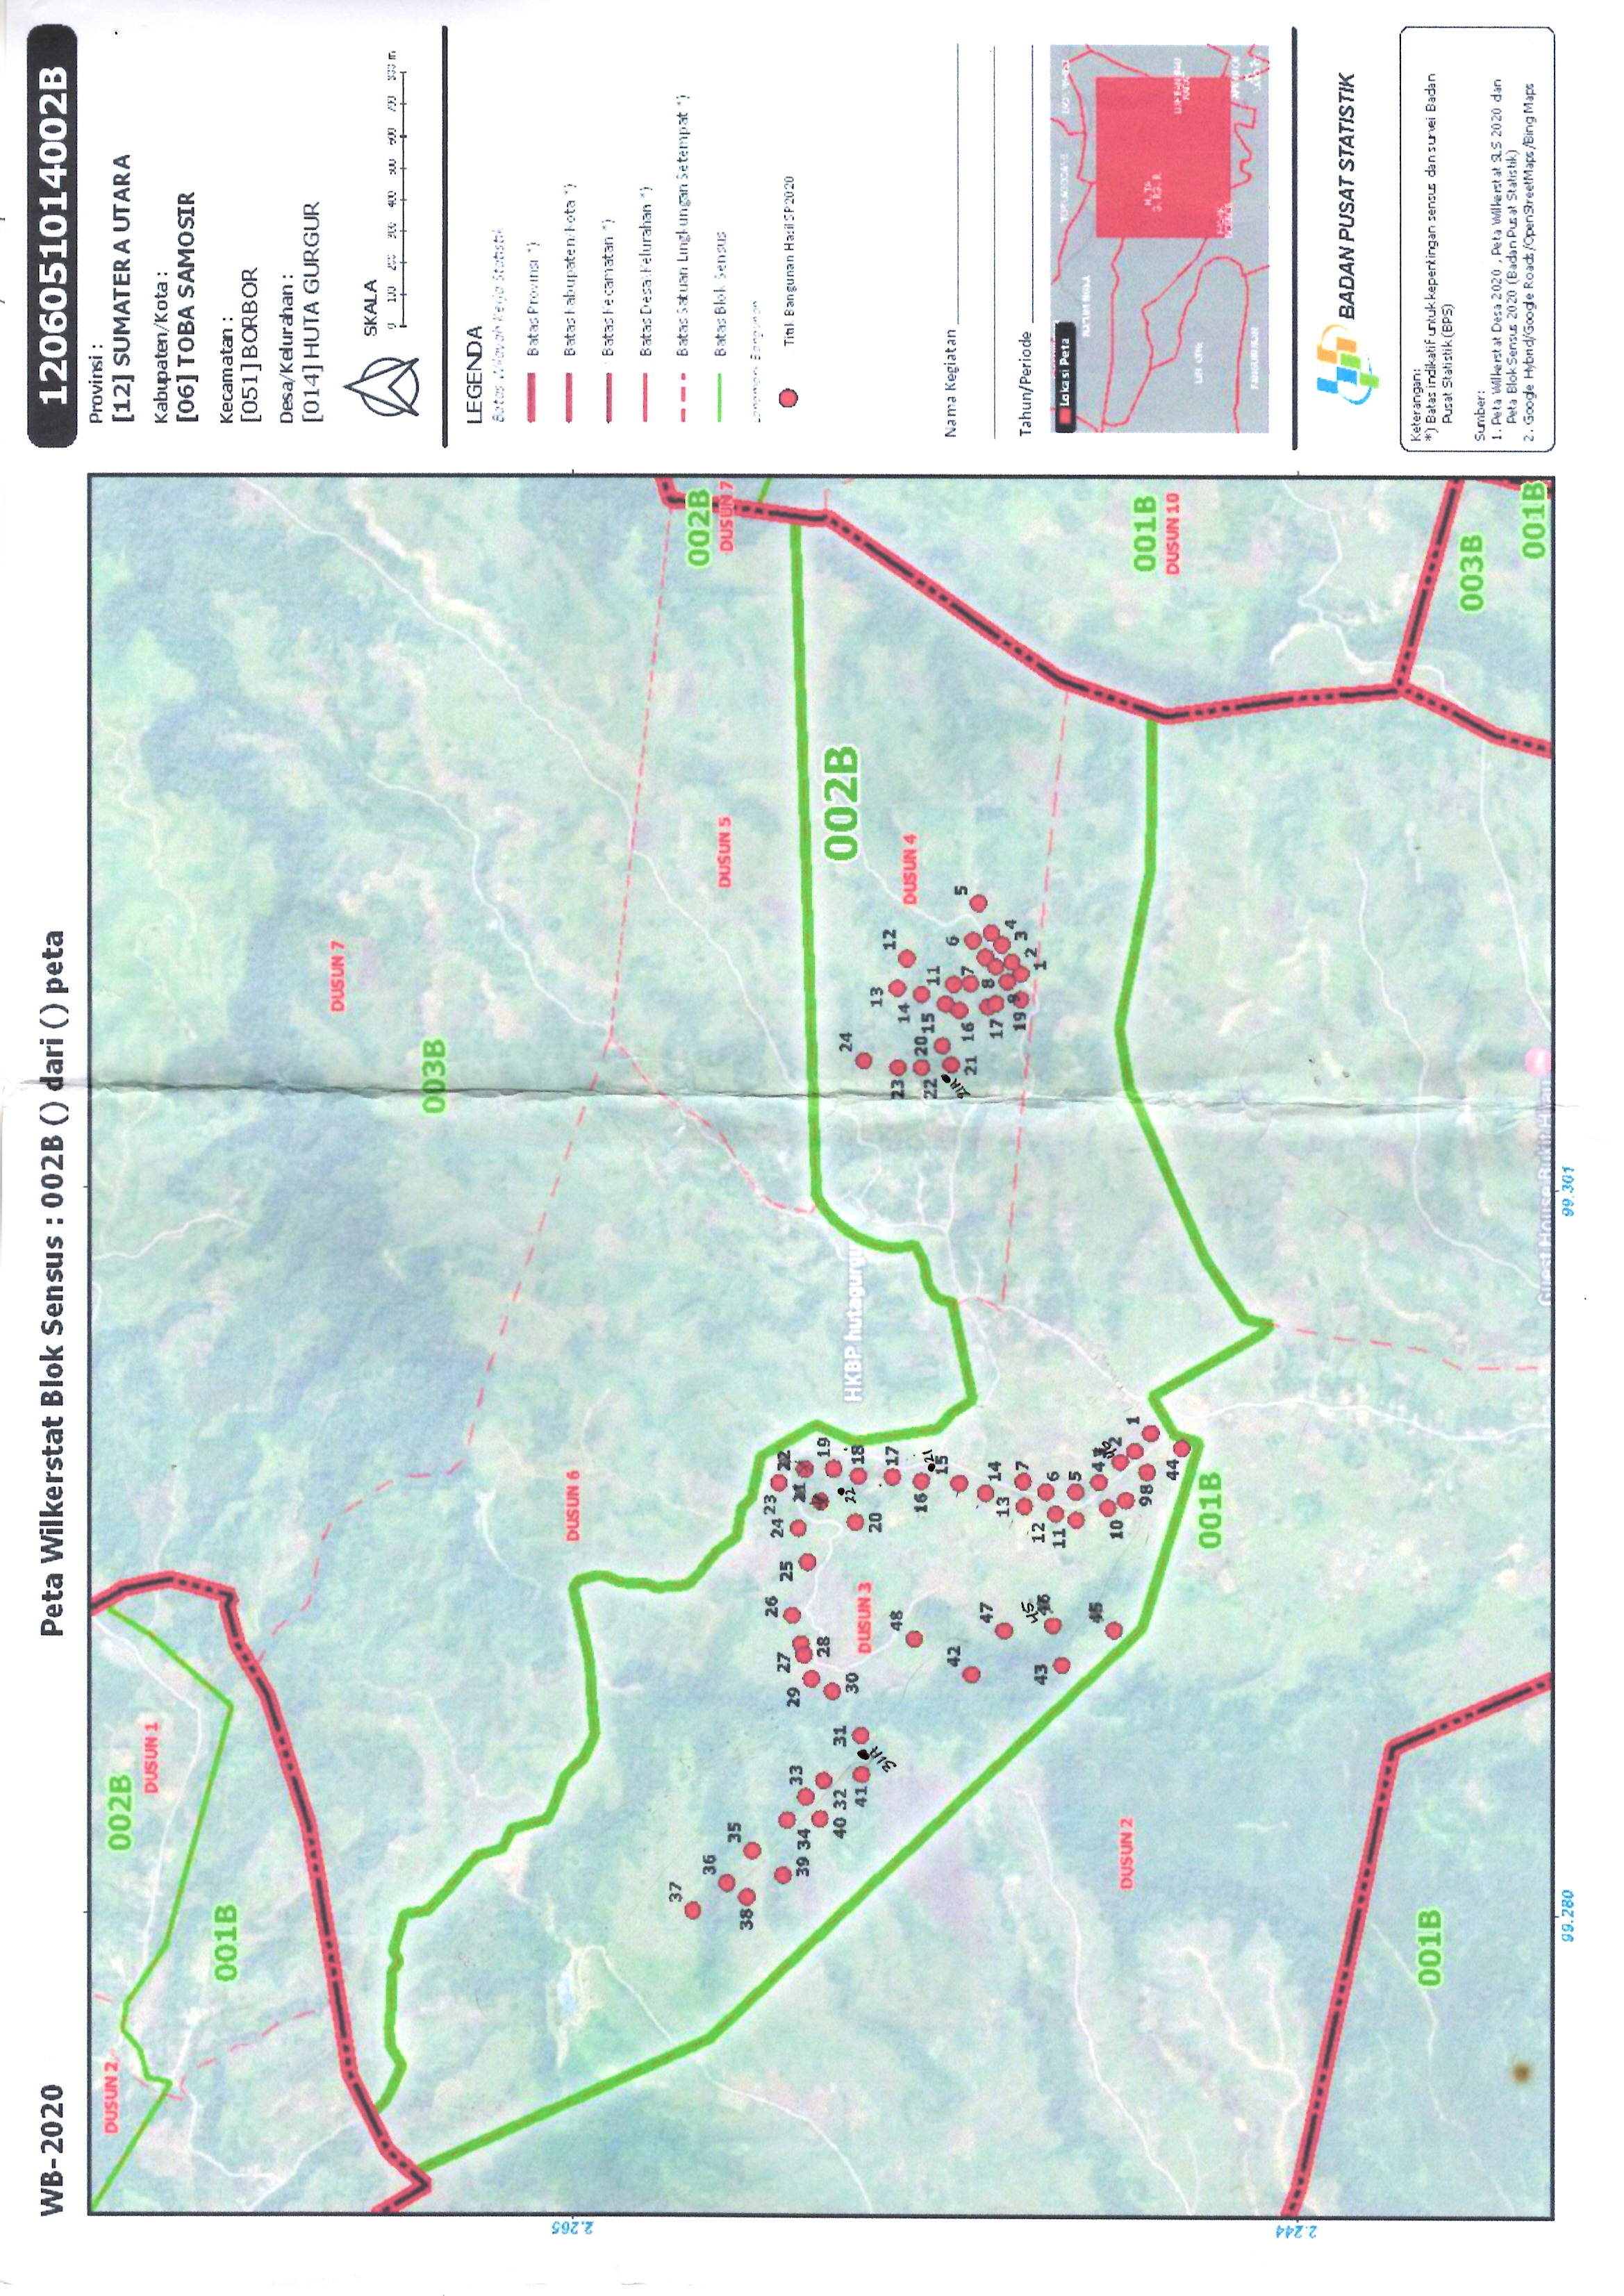 WB-2020
Peta Wilkerstat Blok Sensus : 002B () dari () peta
1206051014002B
Provinsi :
[12] SUMATERA UTARA
Kabupaten/Kota :
[06] TOBA SAMOSIR
Kecamatan :
[051] BORBOR
Desa/Kelurahan :
[014] HUTA GURGUR
SKALA
0 100 200 300 400 500 600 700 800 m
LEGENDA
Batas Wilayah Kerja Statistik
Batas Provinsi *)
Batas Kabupaten/Kota *)
Batas Kecamatan *)
Batas Desa\Kelurahan *)
Batas Satuan Lingkungan Setempat *)
Batas Blok Sensus
Landmark Bangunan
Titik Bangunan Hasil SP2020
Nama Kegiatan
Tahun/Periode
Lokasi Peta
BADAN PUSAT STATISTIK
Keterangan:
*) Batas indikatif untuk kepentingan sensus dan survei Badan
Pusat Statistik (BPS)
Sumber:
1. Peta Wilkerstat Desa 2020 , Peta Wilkerstat SLS 2020 dan
Peta Blok Sensus 2020 (Badan Pusat Statistik)
2. Google Hybrid/Google Roads/OpenStreetMaps/Bing Maps
DUSUN 2
002B
DUSUN 1
001B
DUSUN 7
003B
DUSUN 6
2.265
002B
DUSUN 5
DUSUN 7
37
36
38
35
39
34
33
40
32
41
31
31A
29
27
28
26
30
25
24
23
22
21
19
22
18
20
17
16
21
15
14
13
7
12
6
11
5
4
46
2
10
1
98
44
DUSUN 3
48
42
47
45
46
43
45
HKBP hutagurgu
002B
DUSUN 4
24
23
13
12
14
22
20
15
11
21A
21
16
7
6
5
17
8
9
4
19
3
2
1
DUSUN 2
001B
001B
DUSUN 10
2.244
001B
003B
001B
Guest House Bukit Hijau
99.280
99.301